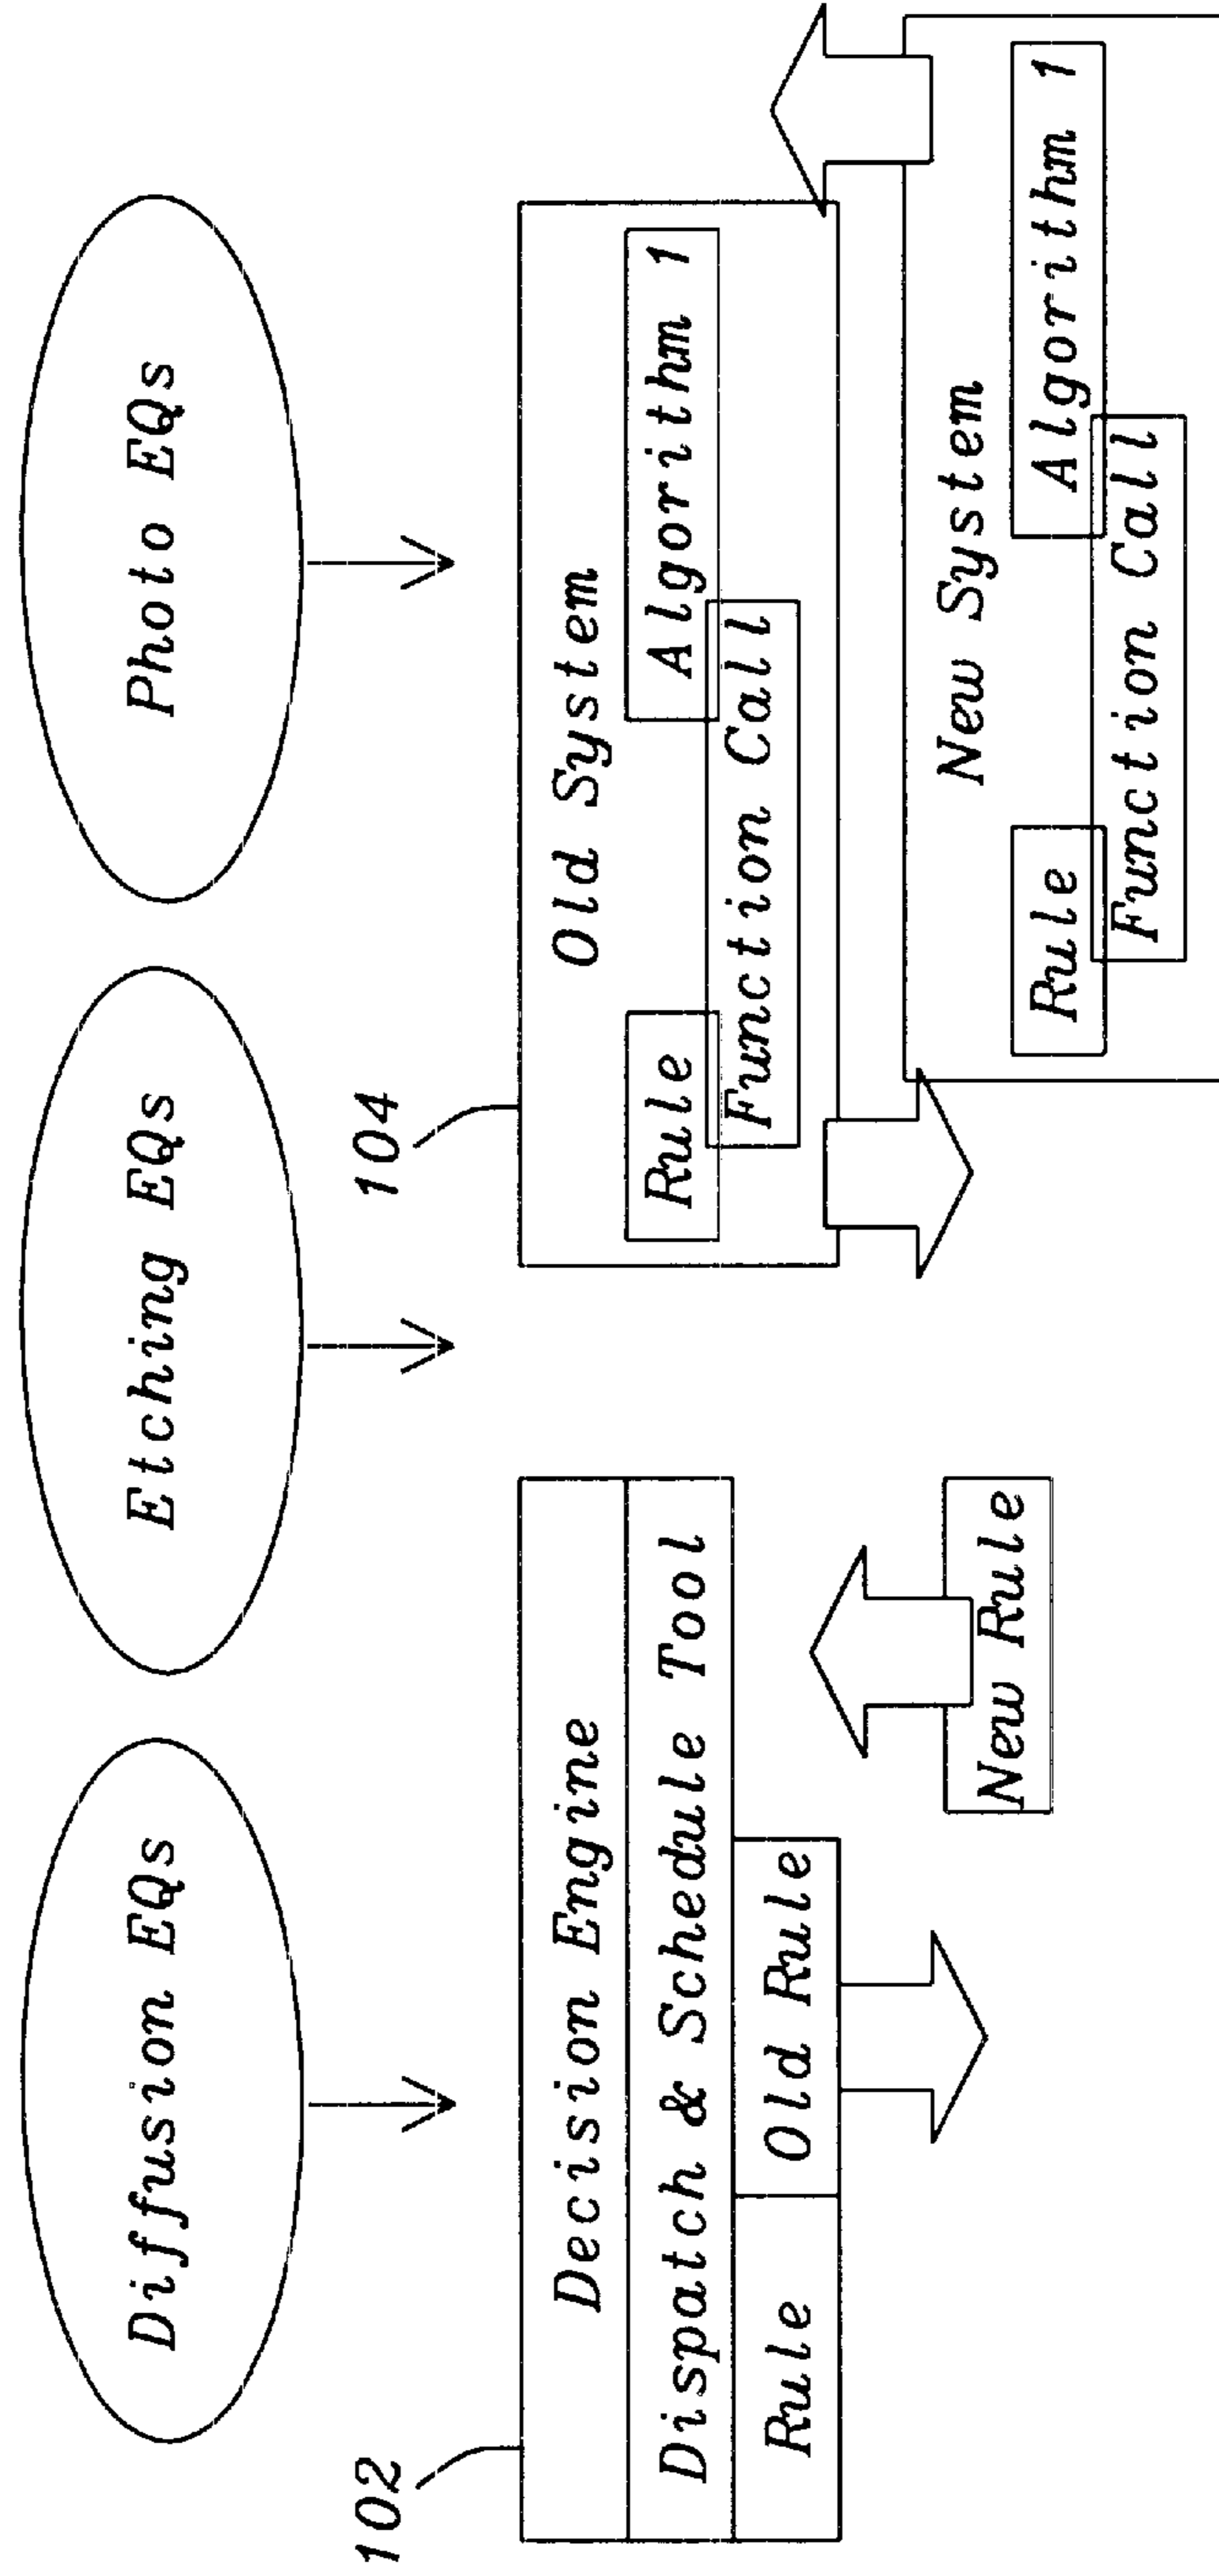 Diffusion EQs
Etching EQs
Photo EQs
102
Decision Engine
Dispatch & Schedule Tool
Rule
Old Rule
New Rule
104
Old System
Rule
Algorithm 1
Function Call
New System
Rule
Algorithm 1
Function Call